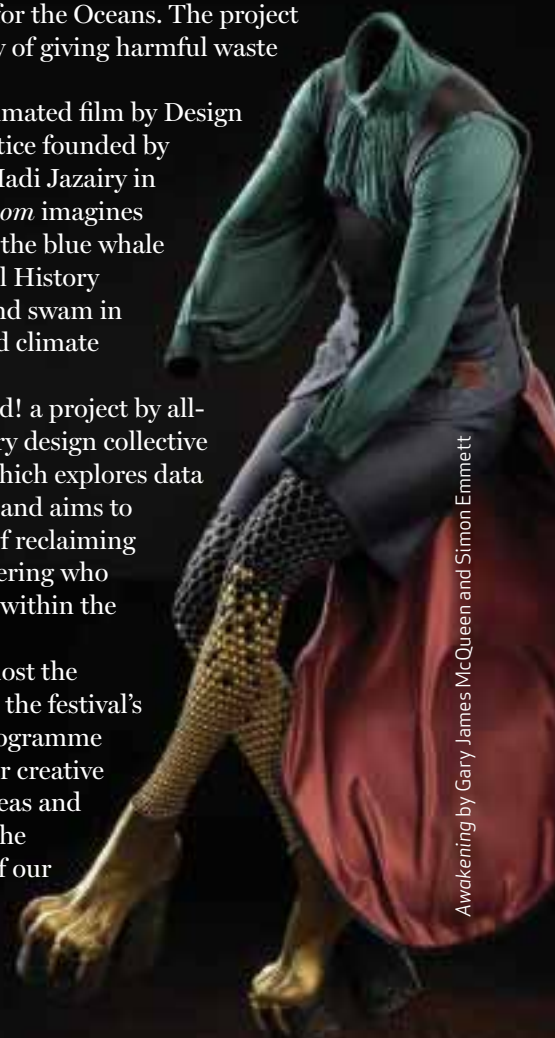 for the Oceans. The project
y of giving harmful waste
imated film by Design
tice founded by
Hadi Jazairy in
om imagines
the blue whale
l History
nd swam in
d climate
d! a project by all-
ry design collective
which explores data
and aims to
f reclaiming
ering who
within the
ost the
the festival's
ogramme
r creative
eas and
he
f our
Awakening by Gary James McQueen and Simon Emmett